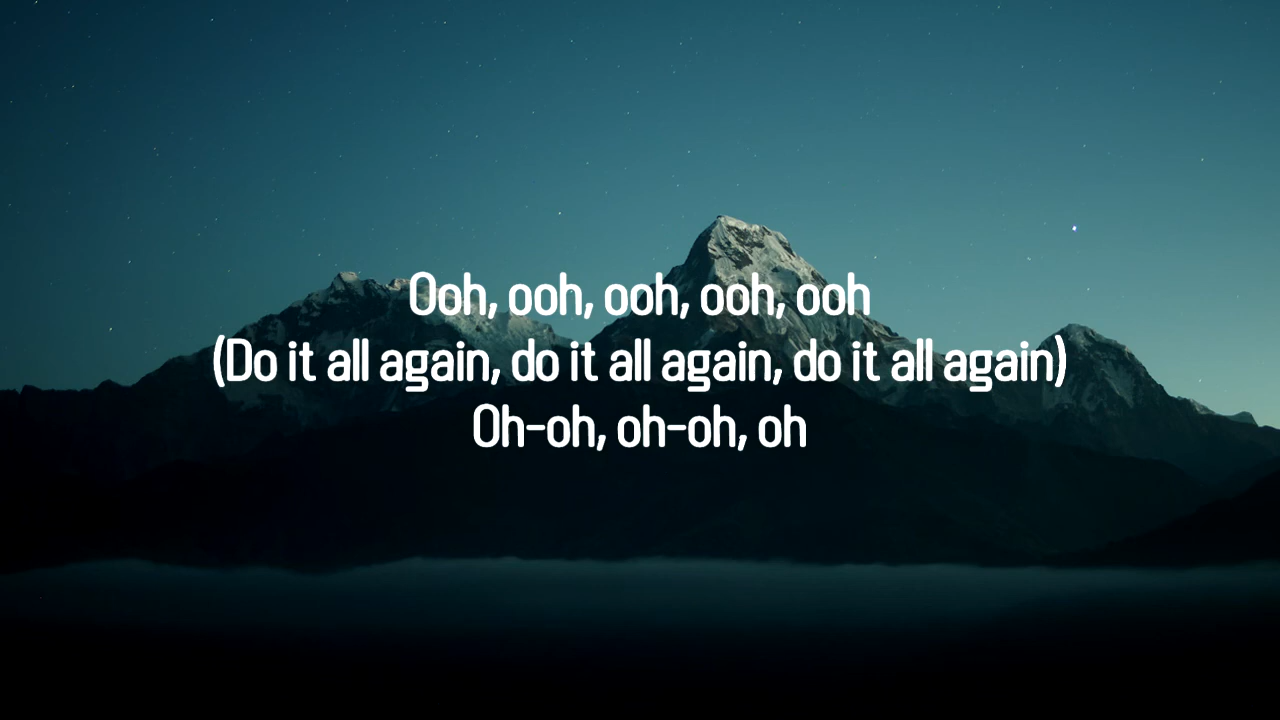 Ooh, ooh, ooh, ooh, ooh
(Do it all again, do it all again, do it all again)
Oh-oh, oh-oh, oh